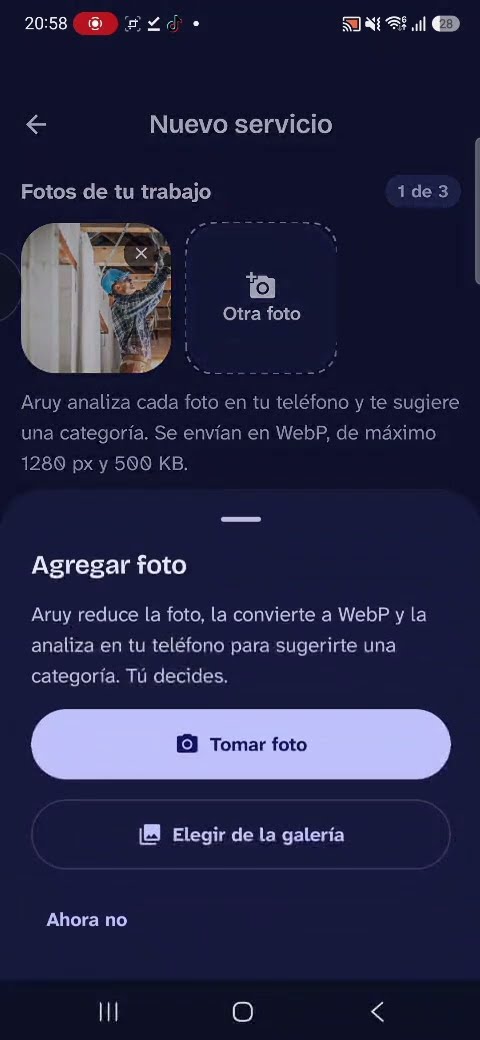 20:58
28
Nuevo servicio
Fotos de tu trabajo
1 de 3
Otra foto
Aruy analiza cada foto en tu teléfono y te sugiere
una categoría. Se envían en WebP, de máximo
1280 px y 500 KB.
Agregar foto
Aruy reduce la foto, la convierte a WebP y la
analiza en tu teléfono para sugerirte una
categoría. Tú decides.
Tomar foto
Elegir de la galería
Ahora no